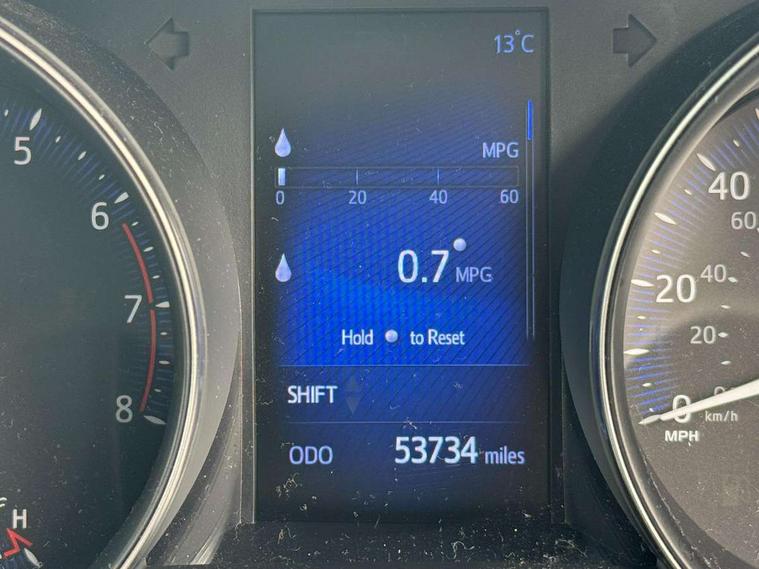 13°C
MPG
0 20 40 60
0.7 MPG
Hold to Reset
SHIFT
ODO 53734 miles
5
6
7
8
H
40
60
20 40
20
0
km/h
MPH